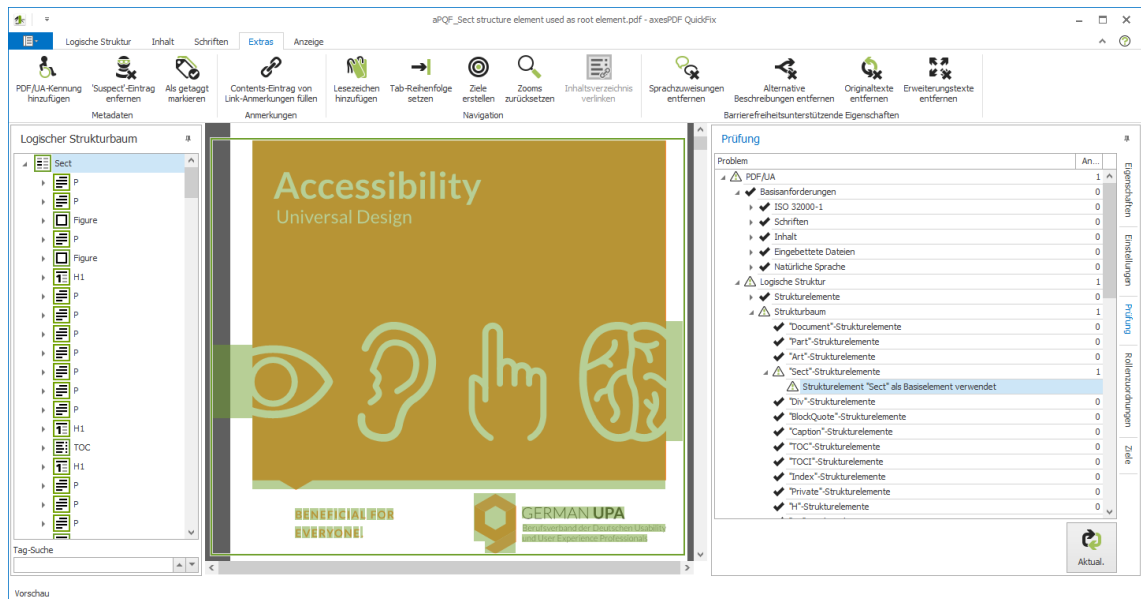 aPQF_Sect structure element used as root element.pdf - axesPDF QuickFix
Logische Struktur Inhalt Schriften Extras Anzeige
PDF/UA-Kennung hinzufügen
'Suspect'-Eintrag entfernen
Als getaggt markieren
Metadaten
Contents-Eintrag von Link-Anmerkungen füllen
Anmerkungen
Lesezeichen hinzufügen
Tab-Reihenfolge setzen
Ziele erstellen
Zooms zurücksetzen
Inhaltsverzeichnis verlinken
Navigation
Sprachzuweisungen entfernen
Alternative Beschreibungen entfernen
Originaltexte entfernen
Erweiterungstexte entfernen
Barrierefreiheitsunterstützende Eigenschaften
Logischer Strukturbaum
Sect
P
P
Figure
P
Figure
H1
P
P
P
P
P
P
P
H1
TOC
H1
P
P
P
Tag-Suche
Vorschau
Accessibility
Universal Design
BENEFICIAL FOR
EVERYONE.
GERMAN UPA
Berufsverband der Deutschen Usability
und User Experience Professionals
Prüfung
Problem An...
PDF/UA 1
Basisanforderungen 0
ISO 32000-1 0
Schriften 0
Inhalt 0
Eingebettete Dateien 0
Natürliche Sprache 0
Logische Struktur 1
Strukturelemente 0
Strukturbaum 1
"Document"-Strukturelemente 0
"Part"-Strukturelemente 0
"Art"-Strukturelemente 0
"Sect"-Strukturelemente 1
Strukturelement "Sect" als Basiselement verwendet
"Div"-Strukturelemente 0
"BlockQuote"-Strukturelemente 0
"Caption"-Strukturelemente 0
"TOC"-Strukturelemente 0
"TOCI"-Strukturelemente 0
"Index"-Strukturelemente 0
"Private"-Strukturelemente 0
"H"-Strukturelemente 0
Aktual.
Eigenschaften
Einstellungen
Prüfung
Rollenzuordnungen
Ziele